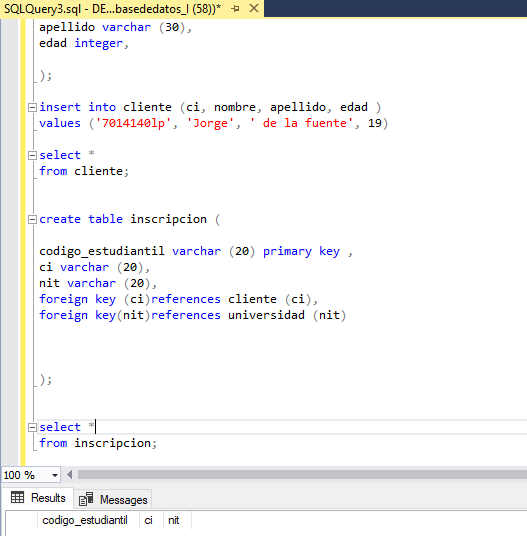 SQLQuery3.sql - DE...basededatos_I (58))*
apellido varchar (30),
edad integer,
);
insert into cliente (ci, nombre, apellido, edad )
values ('7014140lp', 'Jorge', ' de la fuente', 19)
select *
from cliente;
create table inscripcion (
codigo_estudiantil varchar (20) primary key ,
ci varchar (20),
nit varchar (20),
foreign key (ci)references cliente (ci),
foreign key(nit)references universidad (nit)
);
select *
from inscripcion;
100 %
Results Messages
codigo_estudiantil ci nit